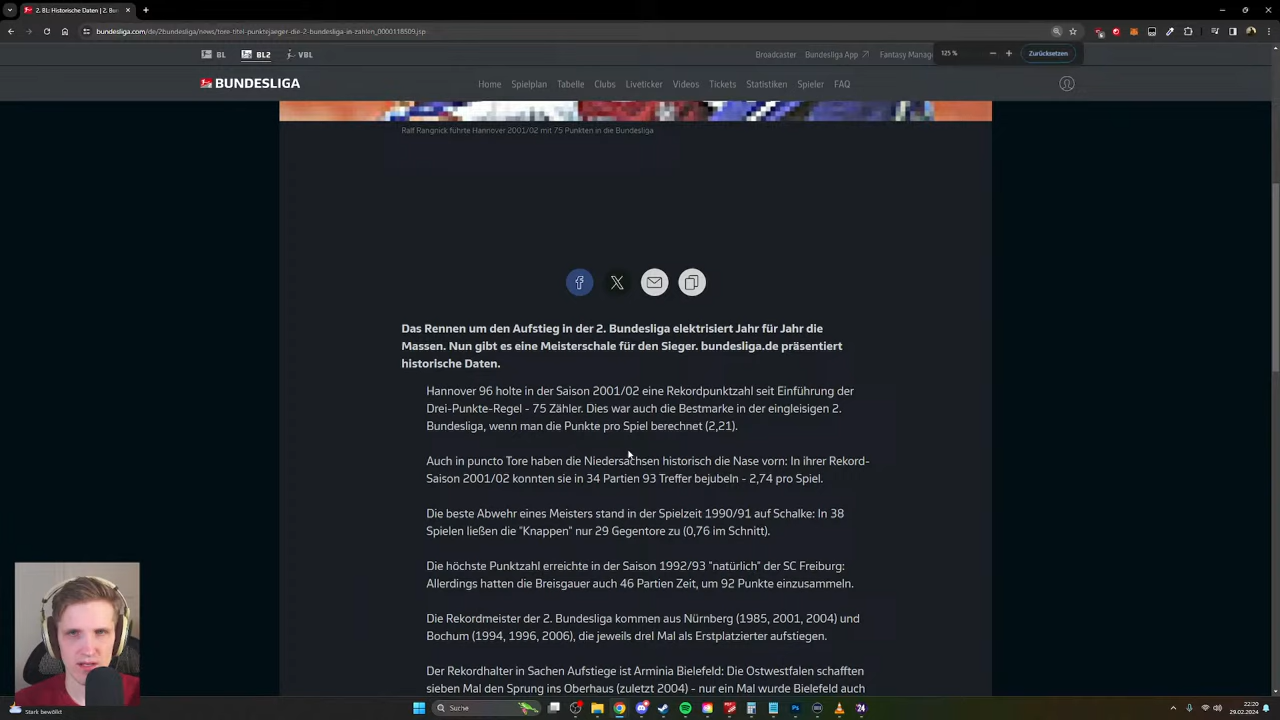 2. BL: Historische Daten | 2. Bun
bundesliga.com/de/2bundesliga/news/tore-titel-punktejaeger-die-2-bundesliga-in-zahlen_0000118509.jsp
BL BL2 VBL
Broadcaster Bundesliga App Fantasy Manag
125 % Zurücksetzen
BUNDESLIGA
Home Spielplan Tabelle Clubs Liveticker Videos Tickets Statistiken Spieler FAQ
Ralf Rangnick führte Hannover 2001/02 mit 75 Punkten in die Bundesliga
Das Rennen um den Aufstieg in der 2. Bundesliga elektrisiert Jahr für Jahr die
Massen. Nun gibt es eine Meisterschale für den Sieger. bundesliga.de präsentiert
historische Daten.
Hannover 96 holte in der Saison 2001/02 eine Rekordpunktzahl seit Einführung der
Drei-Punkte-Regel - 75 Zähler. Dies war auch die Bestmarke in der eingleisigen 2.
Bundesliga, wenn man die Punkte pro Spiel berechnet (2,21).
Auch in puncto Tore haben die Niedersachsen historisch die Nase vorn: In ihrer Rekord-
Saison 2001/02 konnten sie in 34 Partien 93 Treffer bejubeln - 2,74 pro Spiel.
Die beste Abwehr eines Meisters stand in der Spielzeit 1990/91 auf Schalke: In 38
Spielen ließen die "Knappen" nur 29 Gegentore zu (0,76 im Schnitt).
Die höchste Punktzahl erreichte in der Saison 1992/93 "natürlich" der SC Freiburg:
Allerdings hatten die Breisgauer auch 46 Partien Zeit, um 92 Punkte einzusammeln.
Die Rekordmeister der 2. Bundesliga kommen aus Nürnberg (1985, 2001, 2004) und
Bochum (1994, 1996, 2006), die jeweils drel Mal als Erstplatzierter aufstiegen.
Der Rekordhalter in Sachen Aufstiege ist Arminia Bielefeld: Die Ostwestfalen schafften
sieben Mal den Sprung ins Oberhaus (zuletzt 2004) - nur ein Mal wurde Bielefeld auch
Stark bewölkt
Suche
22:20
29.02.2024